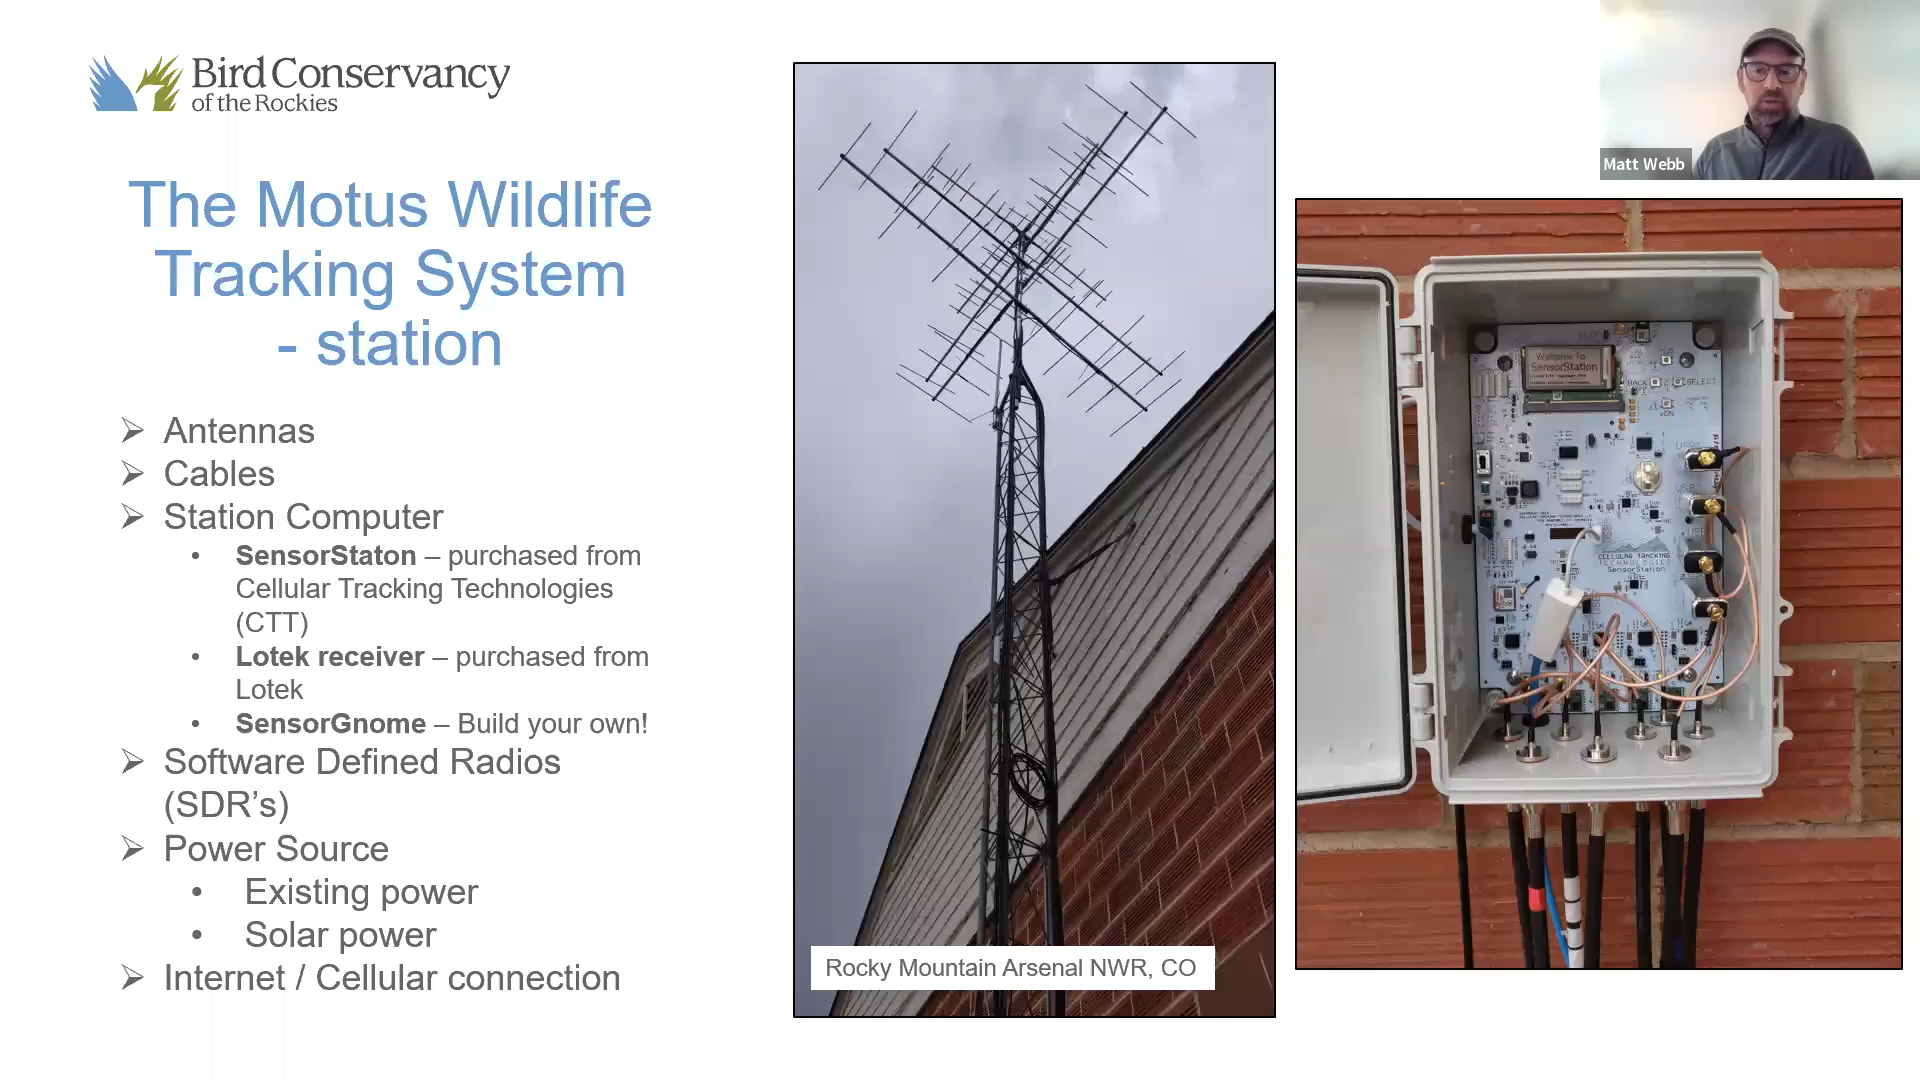 Bird Conservancy
of the Rockies
The Motus Wildlife
Tracking System
- station
➢ Antennas
➢ Cables
➢ Station Computer
• SensorStaton – purchased from
Cellular Tracking Technologies
(CTT)
• Lotek receiver – purchased from
Lotek
• SensorGnome – Build your own!
➢ Software Defined Radios
(SDR's)
➢ Power Source
• Existing power
• Solar power
➢ Internet / Cellular connection
Rocky Mountain Arsenal NWR, CO
Matt Webb
Welcome To
SensorStation
BACK
SELECT
CELLULAR TRACKING
TECHNOLOGIES
SensorStation